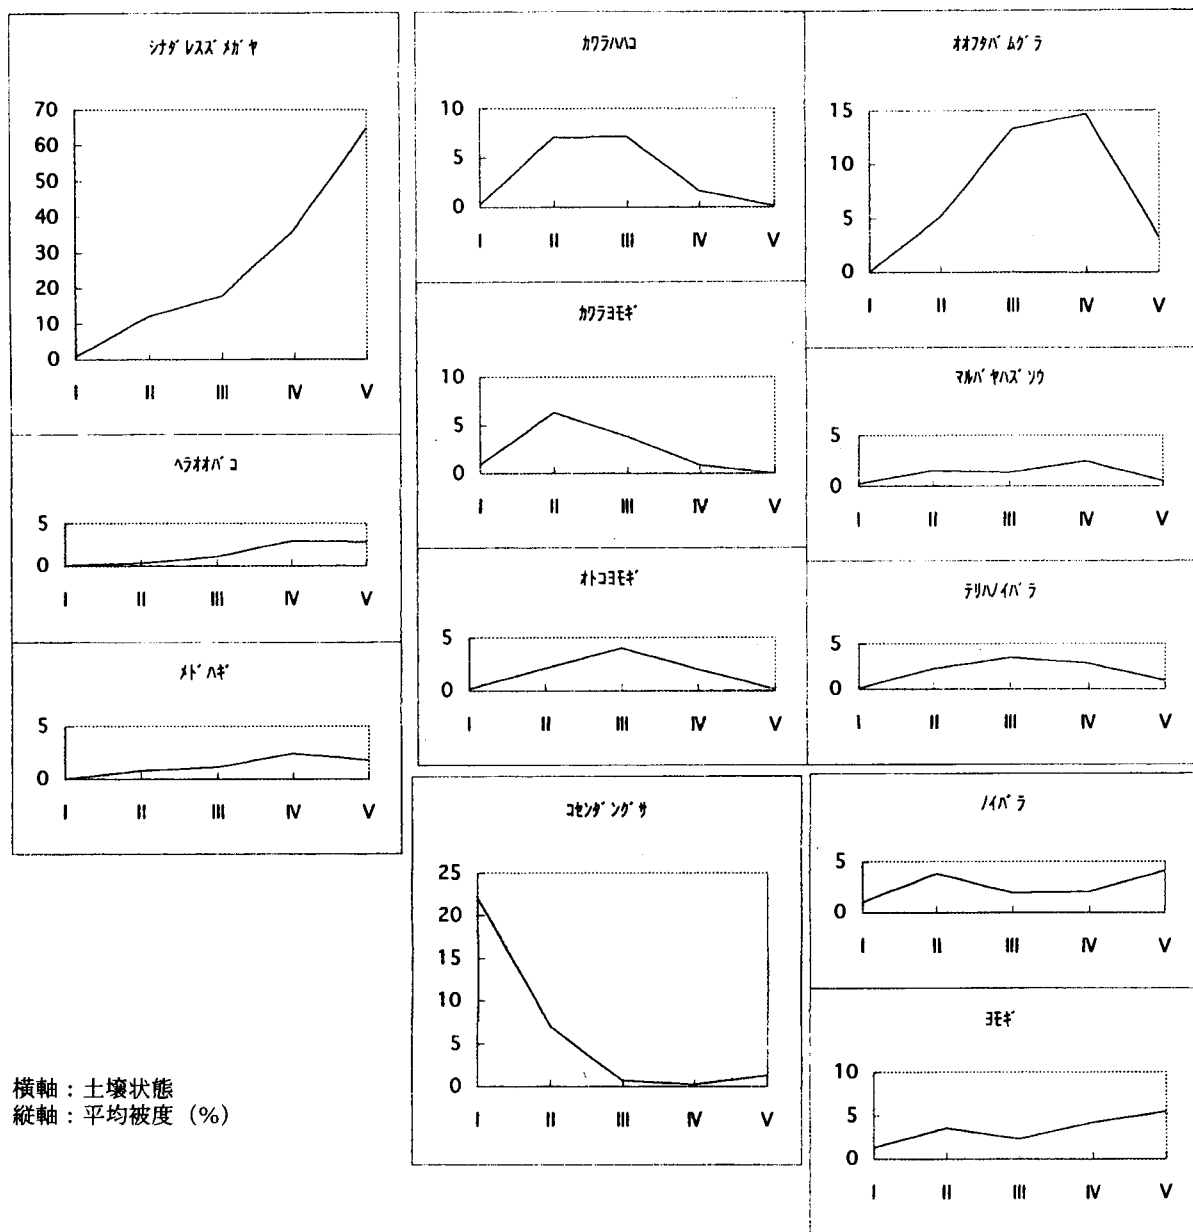 シナダレスズメガヤ
70
60
50
40
30
20
10
0
I II III IV V
ヘラオオバコ
5
0
I II III IV V
メドハギ
5
0
I II III IV V
カワラハハコ
10
5
0
I II III IV V
カワラヨモギ
10
5
0
I II III IV V
オトコヨモギ
5
0
I II III IV V
コセンダングサ
25
20
15
10
5
0
I II III IV V
オオフタバムグラ
15
10
5
0
I II III IV V
マルバヤハズソウ
5
0
I II III IV V
テリハノイバラ
5
0
I II III IV V
ノイバラ
5
0
I II III IV V
ヨモギ
10
5
0
I II III IV V
横軸：土壌状態
縦軸：平均被度（%）